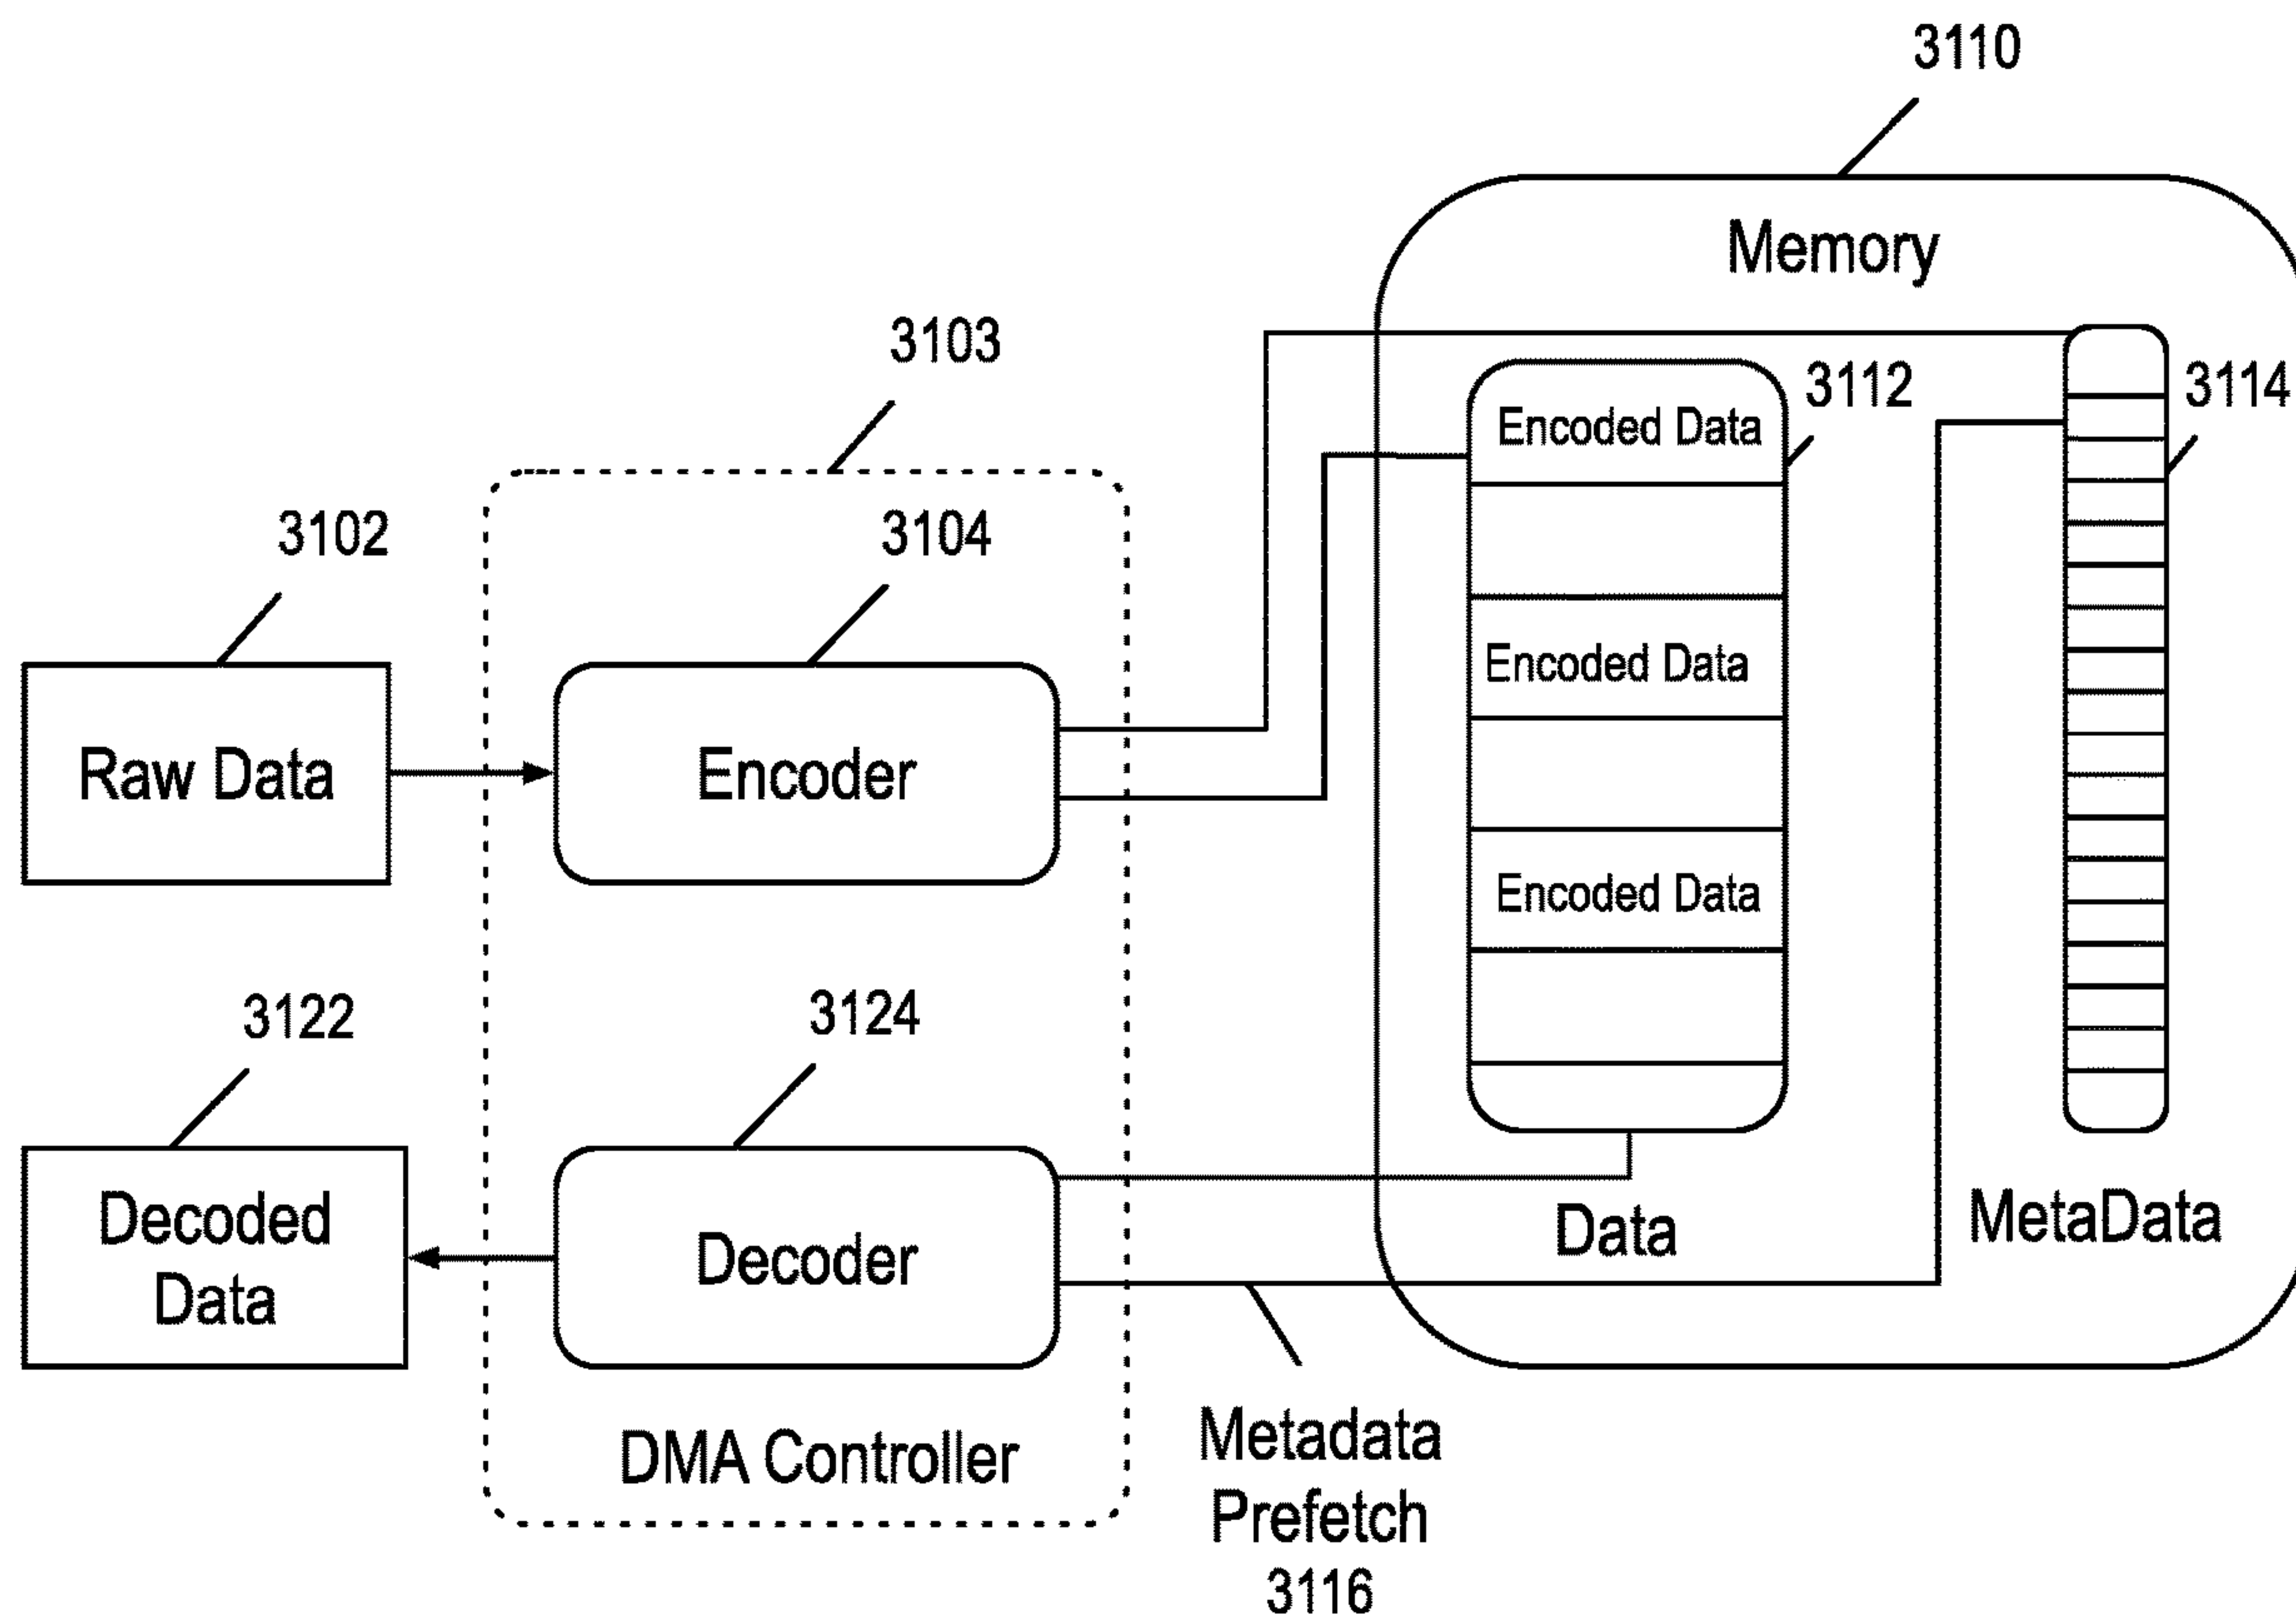 3110
Memory
3103
3112
3114
Encoded Data
3102
3104
Encoded Data
Raw Data
Encoder
Encoded Data
3122
3124
Decoded
Data
Decoder
Data
MetaData
DMA Controller
Metadata
Prefetch
3116